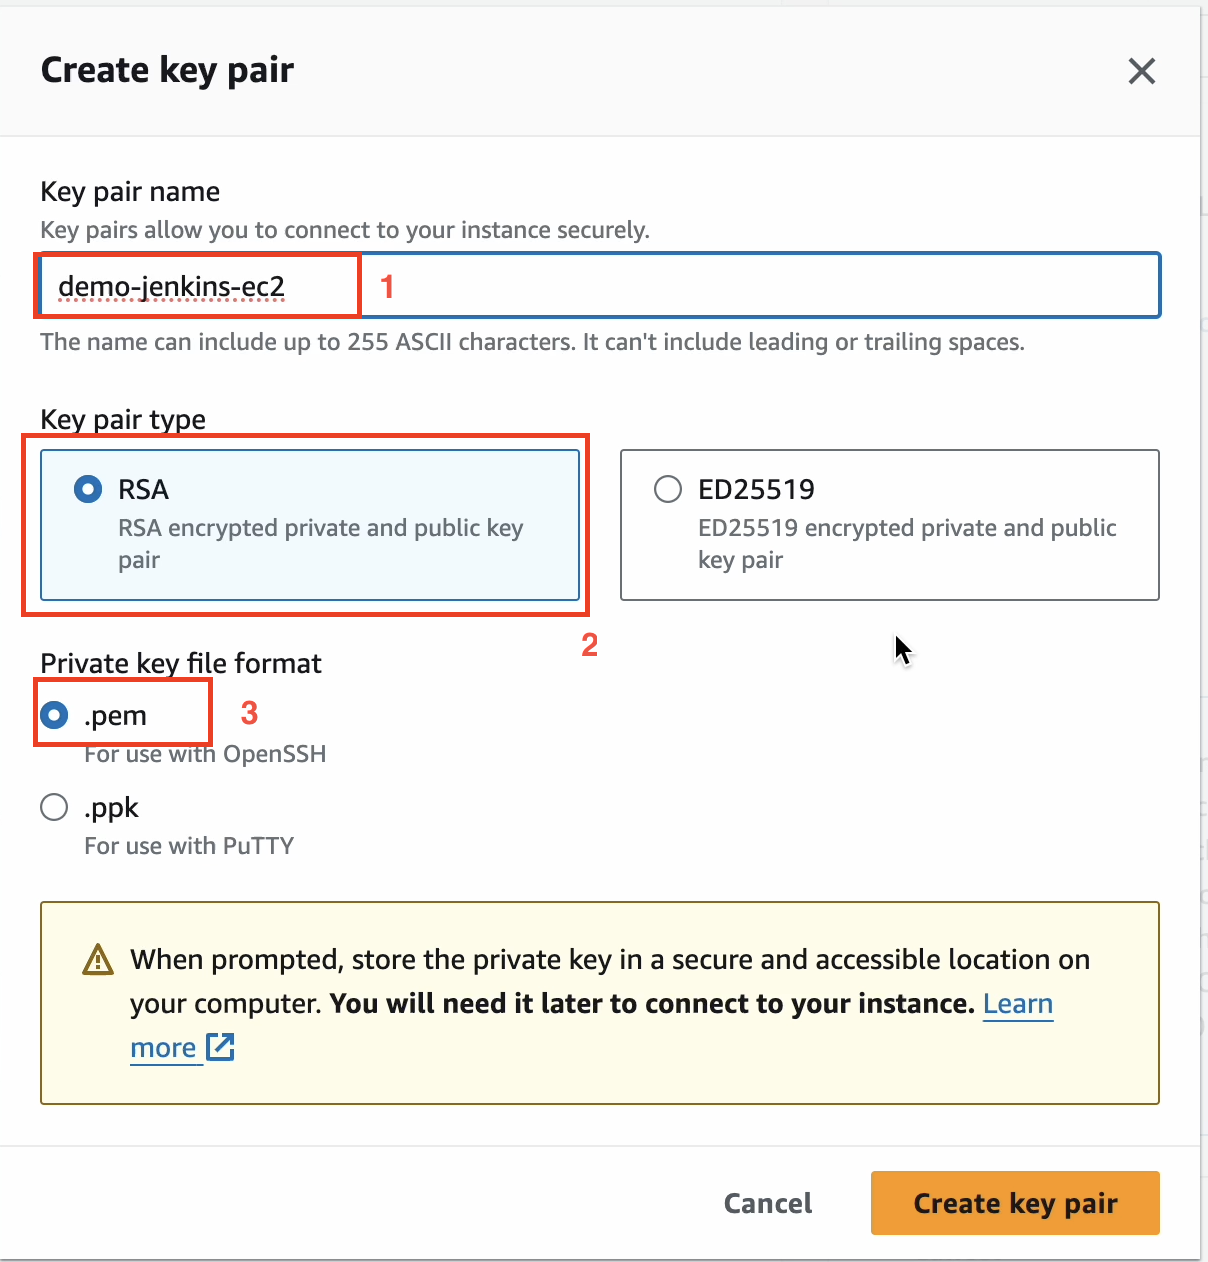 Create key pair
Key pair name
Key pairs allow you to connect to your instance securely.
demo-jenkins-ec2 1
The name can include up to 255 ASCII characters. It can't include leading or trailing spaces.
Key pair type
RSA
RSA encrypted private and public key
pair
ED25519
ED25519 encrypted private and public
key pair
2
Private key file format
.pem 3
For use with OpenSSH
.ppk
For use with PuTTY
When prompted, store the private key in a secure and accessible location on
your computer. You will need it later to connect to your instance. Learn
more
Cancel
Create key pair